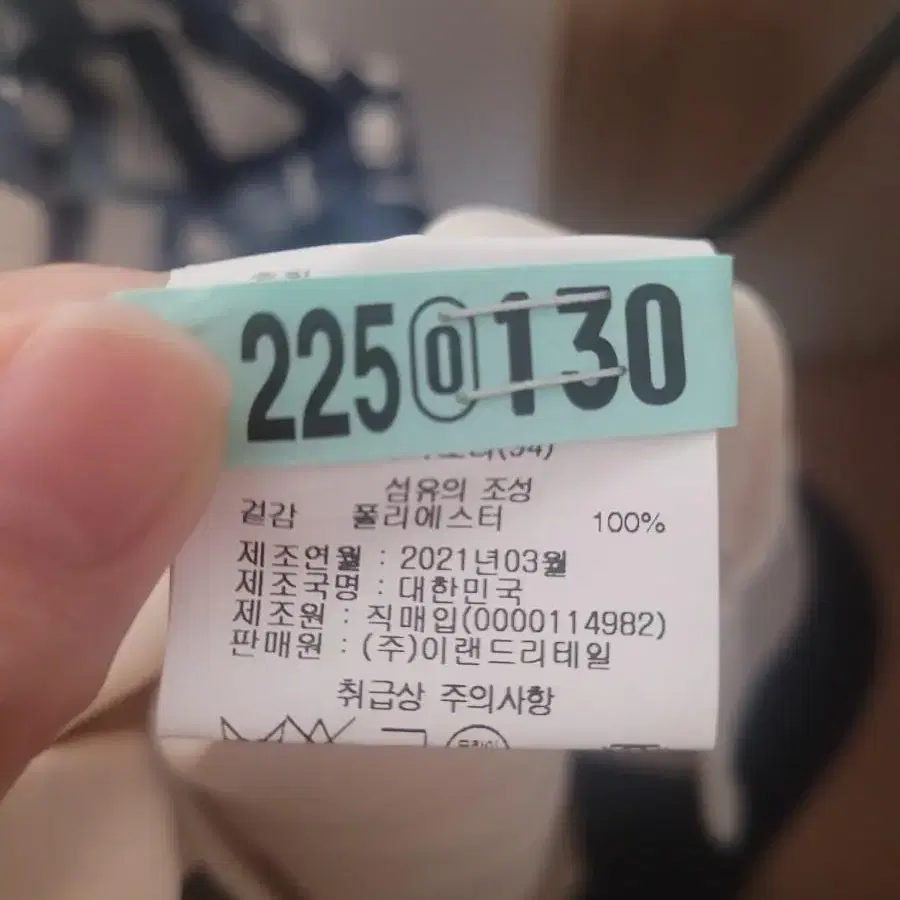 225 0 130
섬유의 조성
겉감 폴리에스터 100%
제조연월 : 2021년03월
제조국명 : 대한민국
제조원 : 직매입(0000114982)
판매원 : (주)이랜드리테일
취급상 주의사항